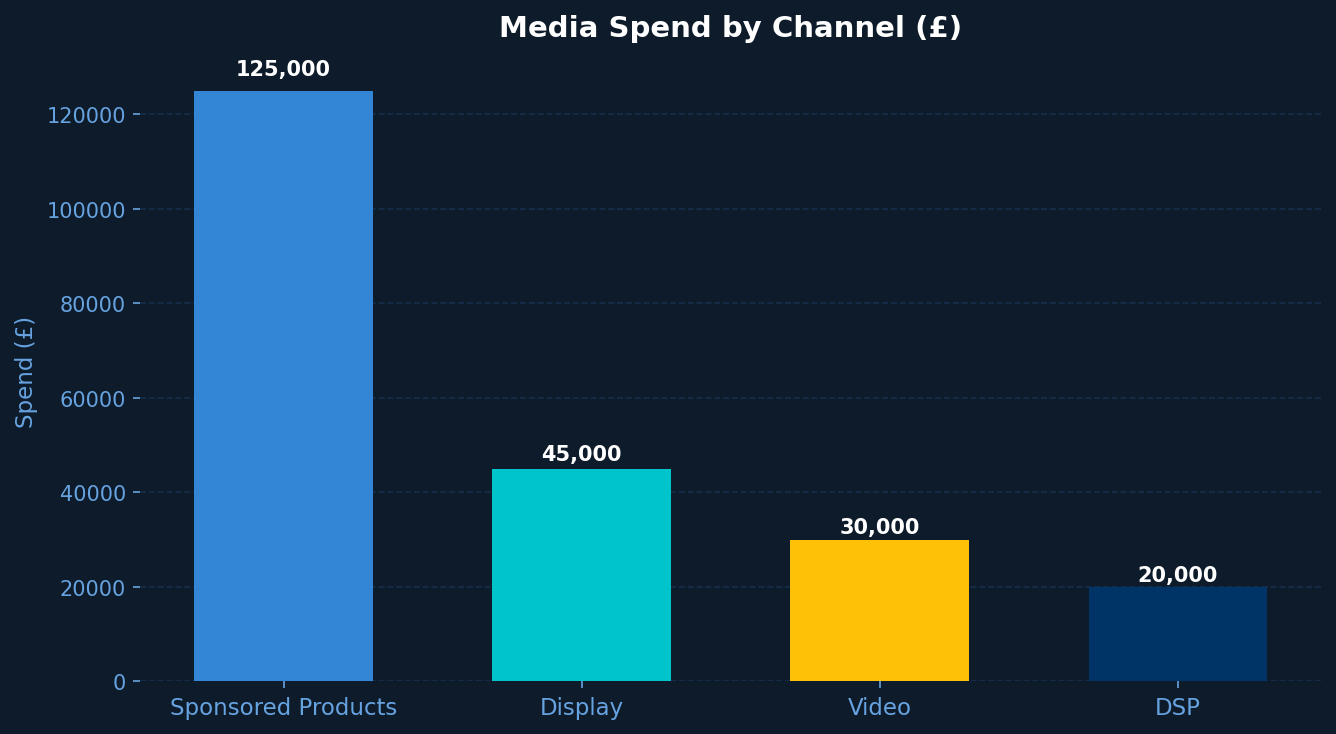 Media Spend by Channel (£)
125,000
120000
100000
80000
60000
Spend (£)
45,000
40000
30,000
20,000
20000
0
Sponsored Products
Display
Video
DSP